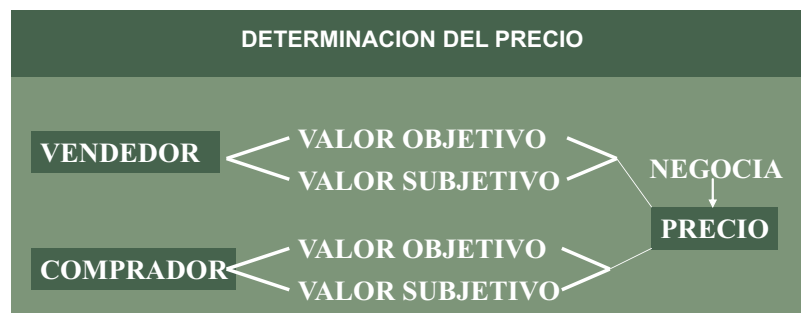 DETERMINACION DEL PRECIO
VENDEDOR
VALOR OBJETIVO
VALOR SUBJETIVO
NEGOCIA
PRECIO
COMPRADOR
VALOR OBJETIVO
VALOR SUBJETIVO